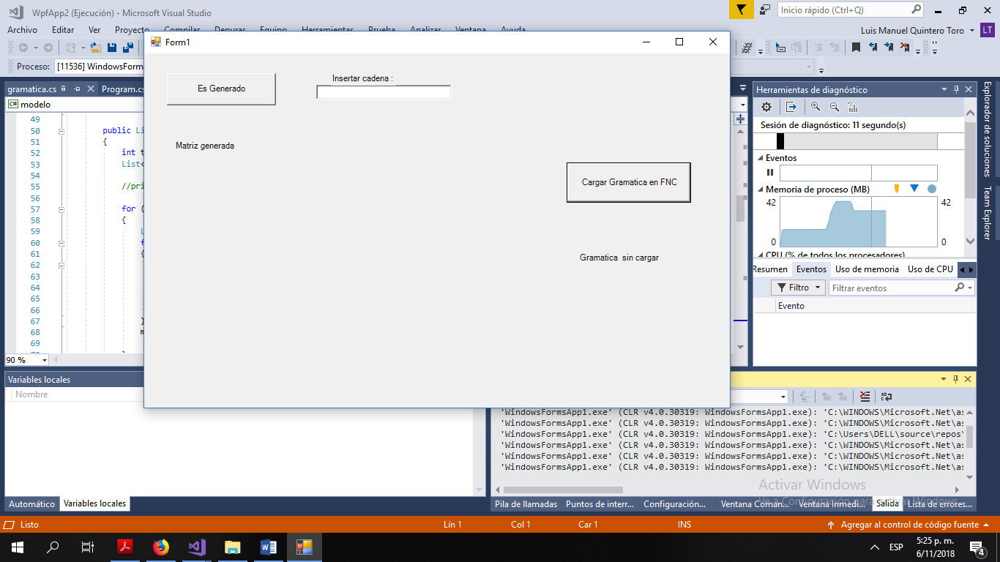 WpfApp2 (Ejecución) - Microsoft Visual Studio
Inicio rápido (Ctrl+Q)
Archivo Editar Ver Proyecto Compilar Depurar Equipo Herramientas Prueba Analizar Ventana Ayuda
Luis Manuel Quintero Toro LT
Proceso: [11536] WindowsForm
Form1
Es Generado
Insertar cadena :
Matriz generada
Cargar Gramatica en FNC
Gramatica sin cargar
gramatica.cs Program.cs
C# modelo
49
50 public Li
51 {
52 int t
53 List<
54
55 //pri
56
57 for (
58 {
59 L
60 f
61 {
62
63
64
65
66
67 }
68 m
69
90 %
Herramientas de diagnóstico
Sesión de diagnóstico: 11 segundo(s)
Eventos
Memoria de proceso (MB)
42 42
0 0
CPU (% de todos los procesadores)
Resumen Eventos Uso de memoria Uso de CPU
Filtro Filtrar eventos
Evento
Explorador de soluciones
Team Explorer
Variables locales
Nombre
Automático Variables locales
'WindowsFormsApp1.exe' (CLR v4.0.30319: WindowsFormsApp1.exe): 'C:\WINDOWS\Microsoft.Net\as
'WindowsFormsApp1.exe' (CLR v4.0.30319: WindowsFormsApp1.exe): 'C:\WINDOWS\Microsoft.Net\as
'WindowsFormsApp1.exe' (CLR v4.0.30319: WindowsFormsApp1.exe): 'C:\Users\DELL\source\repos\
'WindowsFormsApp1.exe' (CLR v4.0.30319: WindowsFormsApp1.exe): 'C:\WINDOWS\Microsoft.Net\as
'WindowsFormsApp1.exe' (CLR v4.0.30319: WindowsFormsApp1.exe): 'C:\WINDOWS\Microsoft.Net\as
'WindowsFormsApp1.exe' (CLR v4.0.30319: WindowsFormsApp1.exe): 'C:\WINDOWS\Microsoft.Net\as
Activar Windows
Ve a Configuración para activar Windows.
Pila de llamadas Puntos de interr... Configuración... Ventana Coman... Ventana Inmedi... Salida Lista de errores...
Listo Lín 1 Col 1 Car 1 INS Agregar al control de código fuente
ESP 5:25 p. m.
6/11/2018 4